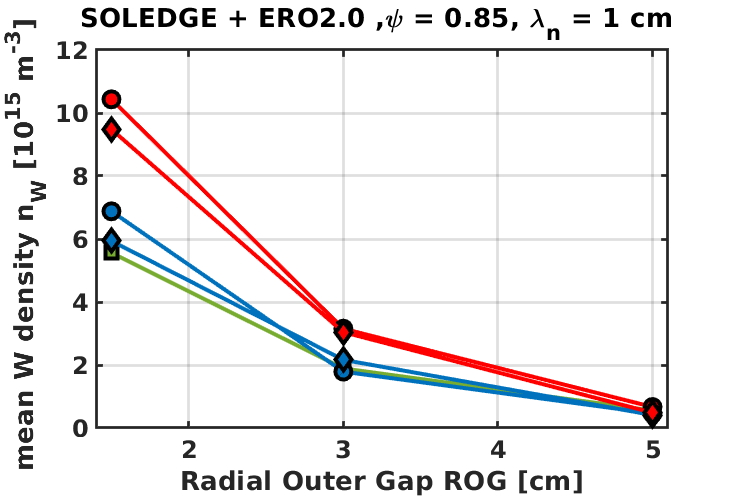 SOLEDGE + ERO2.0 ,ψ = 0.85, λn = 1 cm
mean W density nW [10^15 m^-3]
12
10
8
6
4
2
0
2 3 4 5
Radial Outer Gap ROG [cm]